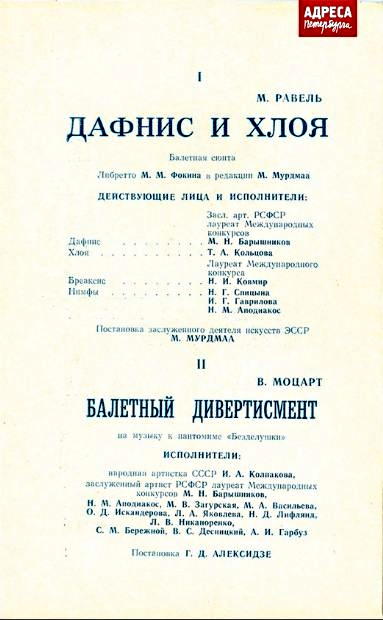 АДРЕСА
Петербурга
I
М. РАВЕЛЬ
ДАФНИС И ХЛОЯ
Балетная сюита
Либретто М. М. Фокина в редакции М. Мурдмаа
ДЕЙСТВУЮЩИЕ ЛИЦА И ИСПОЛНИТЕЛИ:
Засл. арт. РСФСР
лауреат Международных
конкурсов
Дафнис . . . . . . . . . М. Н. Барышников
Хлоя . . . . . . . . . . Т. А. Кольцова
Лауреат Международного
конкурса
Бреаксис . . . . . . . . Н. И. Ковмир
Нимфы . . . . . . . . . Н. Г. Спицына
И. Г. Гаврилова
Н. М. Аподиакос
Постановка заслуженного деятеля искусств ЭССР
М. МУРДМАА
II
В. МОЦАРТ
БАЛЕТНЫЙ ДИВЕРТИСМЕНТ
на музыку к пантомиме «Безделушки»
ИСПОЛНИТЕЛИ:
народная артистка СССР И. А. Колпакова,
заслуженный артист РСФСР лауреат Международных
конкурсов М. Н. Барышников,
Н. М. Аподиакос, М. В. Загурская, М. А. Васильева,
О. Д. Искандерова, Л. А. Яковлева, Н. Д. Лифлянд,
Л. В. Никаноренко,
С. М. Бережной, В. С. Десницкий, А. И. Гарбуз
Постановка Г. Д. АЛЕКСИДЗЕ